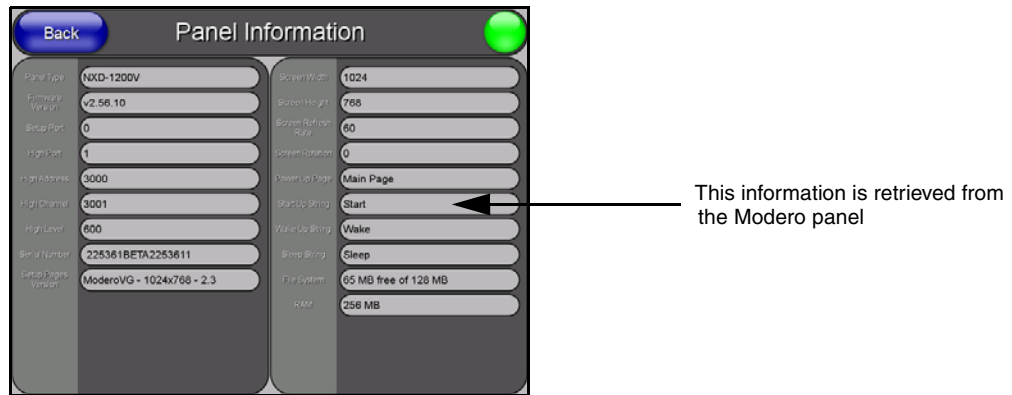 Back
Panel Information
Panel Type
NXD-1200V
Firmware
Version
v2.56.10
Setup Port
0
High Port
1
High Address
3000
High Channel
3001
High Level
600
Serial Number
225361BETA2253611
Setup Pages
Version
ModeroVG - 1024x768 - 2.3
Screen Width
1024
Screen Height
768
Screen Refresh
Rate
60
Screen Rotation
0
Power Up Page
Main Page
Start Up String
Start
Wake Up String
Wake
Sleep String
Sleep
File System
65 MB free of 128 MB
RAM
256 MB
This information is retrieved from
the Modero panel